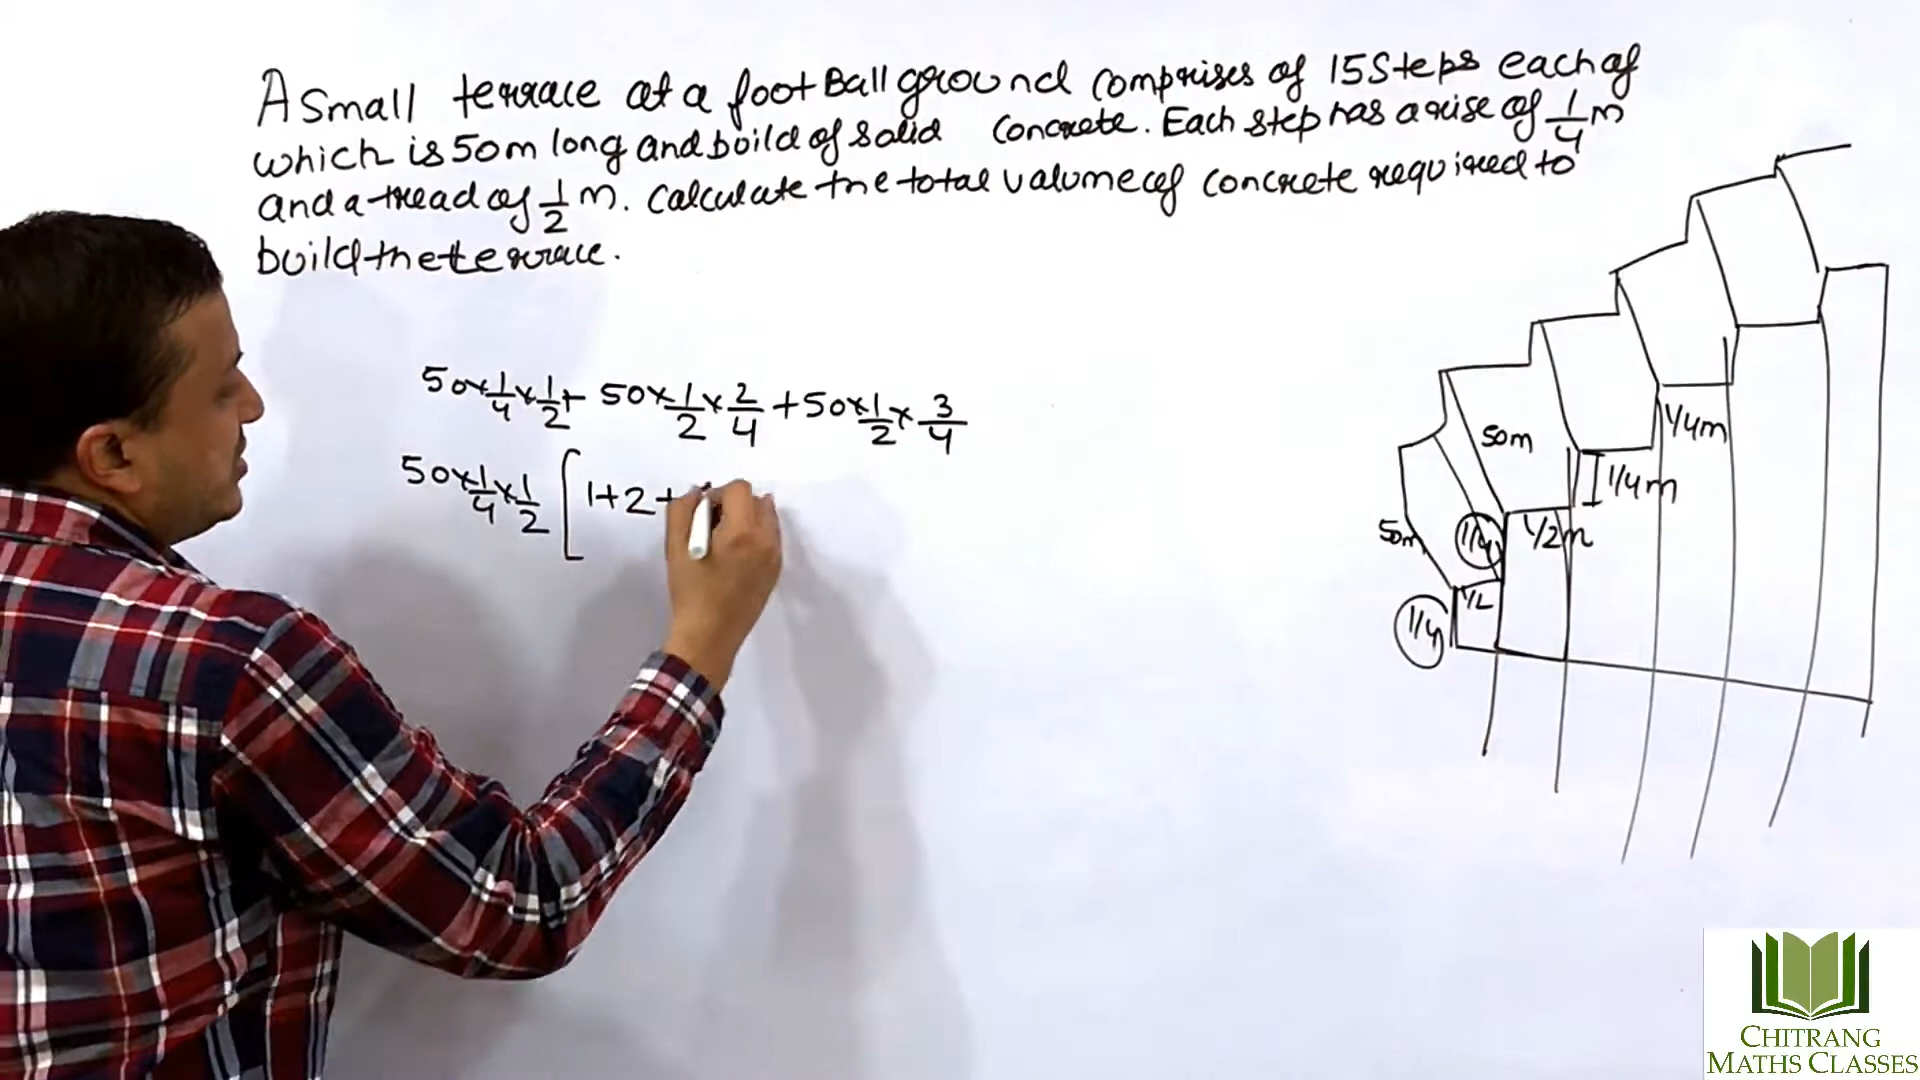 A small terrace at a foot Ball ground comprises of 15 Steps each of
which is 50m long and boild of solid concrete. Each step has a rise of 1/4 m
and a tread of 1/2 m. Calculate the total valume of concrete required to
build the terrace.
50×1/4×1/2+ 50×1/2×2/4 +50×1/2×3/4
50×1/4×1/2 [ 1+2+
50m
1/4m
1/4m
50m
1/4
1/2m
1/4
1/2
CHITRANG
MATHS CLASSES